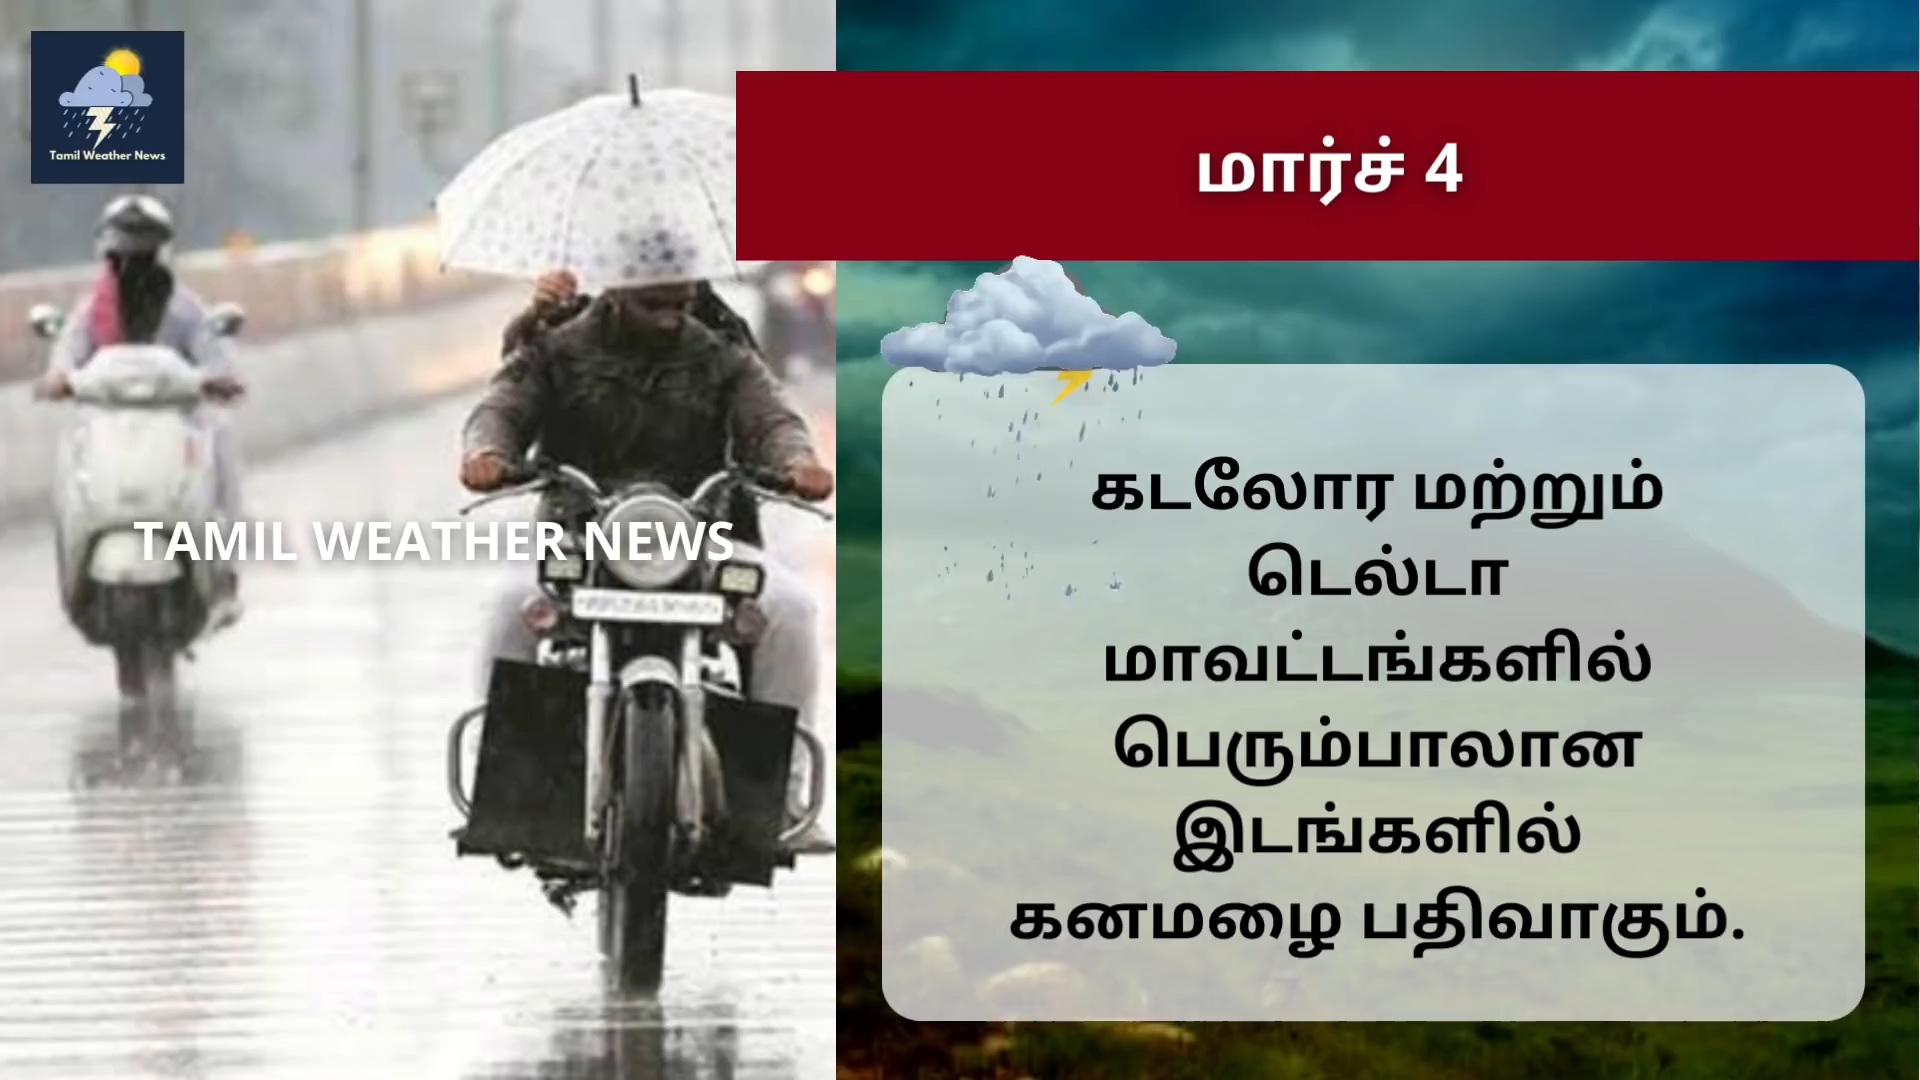 Tamil Weather News
மார்ச் 4
TAMIL WEATHER NEWS
கடலோர மற்றும்
டெல்டா
மாவட்டங்களில்
பெரும்பாலான
இடங்களில்
கனமழை பதிவாகும்.